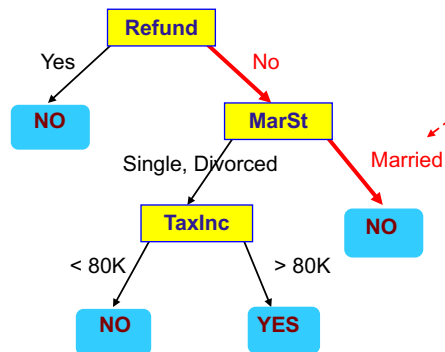 Refund
Yes
No
NO
MarSt
Single, Divorced
Married
TaxInc
NO
< 80K
> 80K
NO
YES